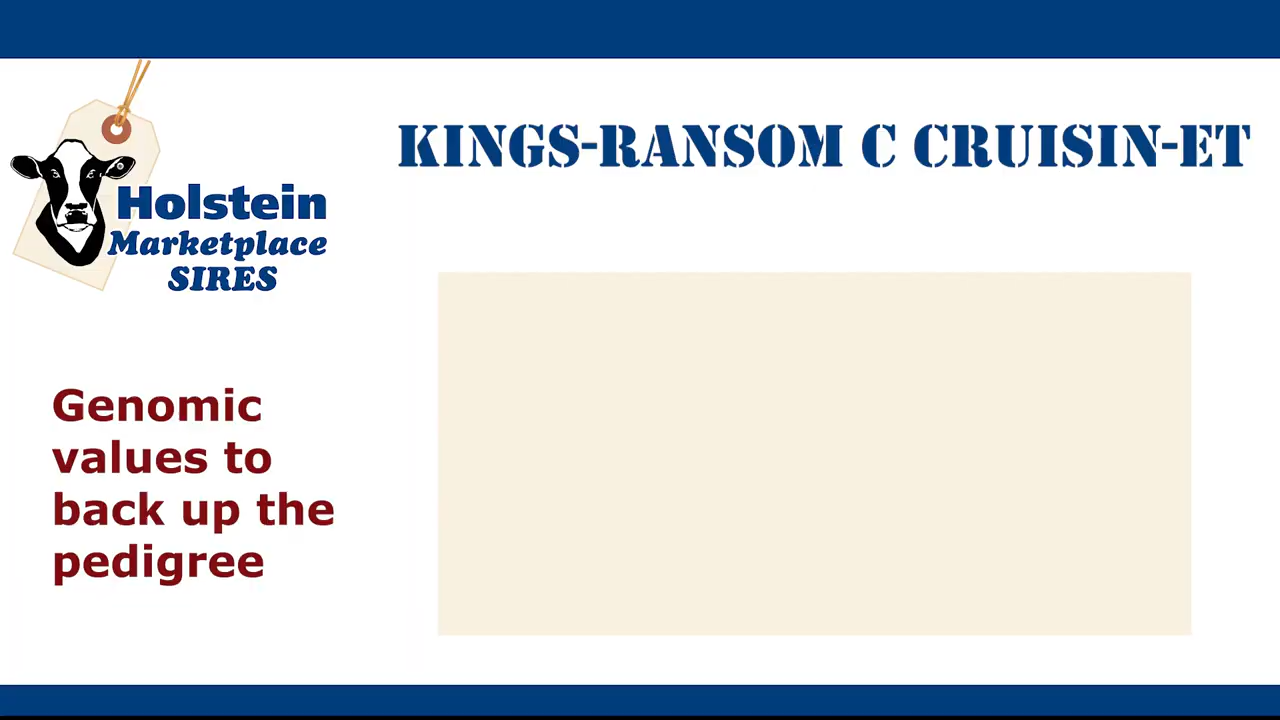 KINGS-RANSOM C CRUISIN-ET
Holstein
Marketplace
SIRES
Genomic
values to
back up the
pedigree